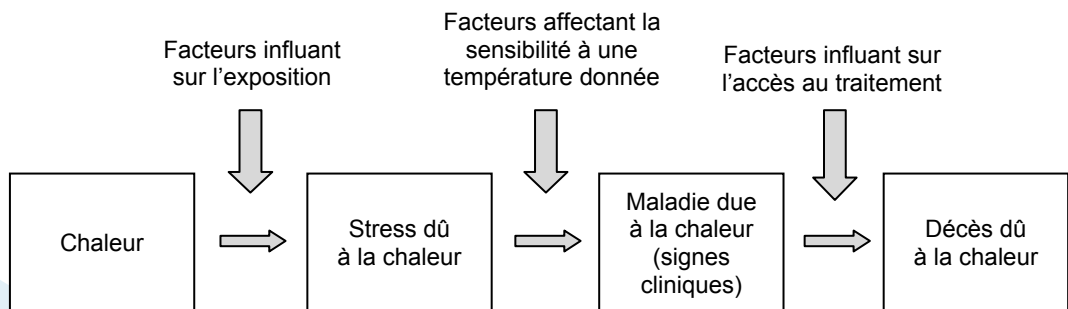 Facteurs influant
sur l’exposition
Facteurs affectant la
sensibilité à une
température donnée
Facteurs influant sur
l’accès au traitement
Chaleur
Stress dû
à la chaleur
Maladie due
à la chaleur
(signes
cliniques)
Décès dû
à la chaleur